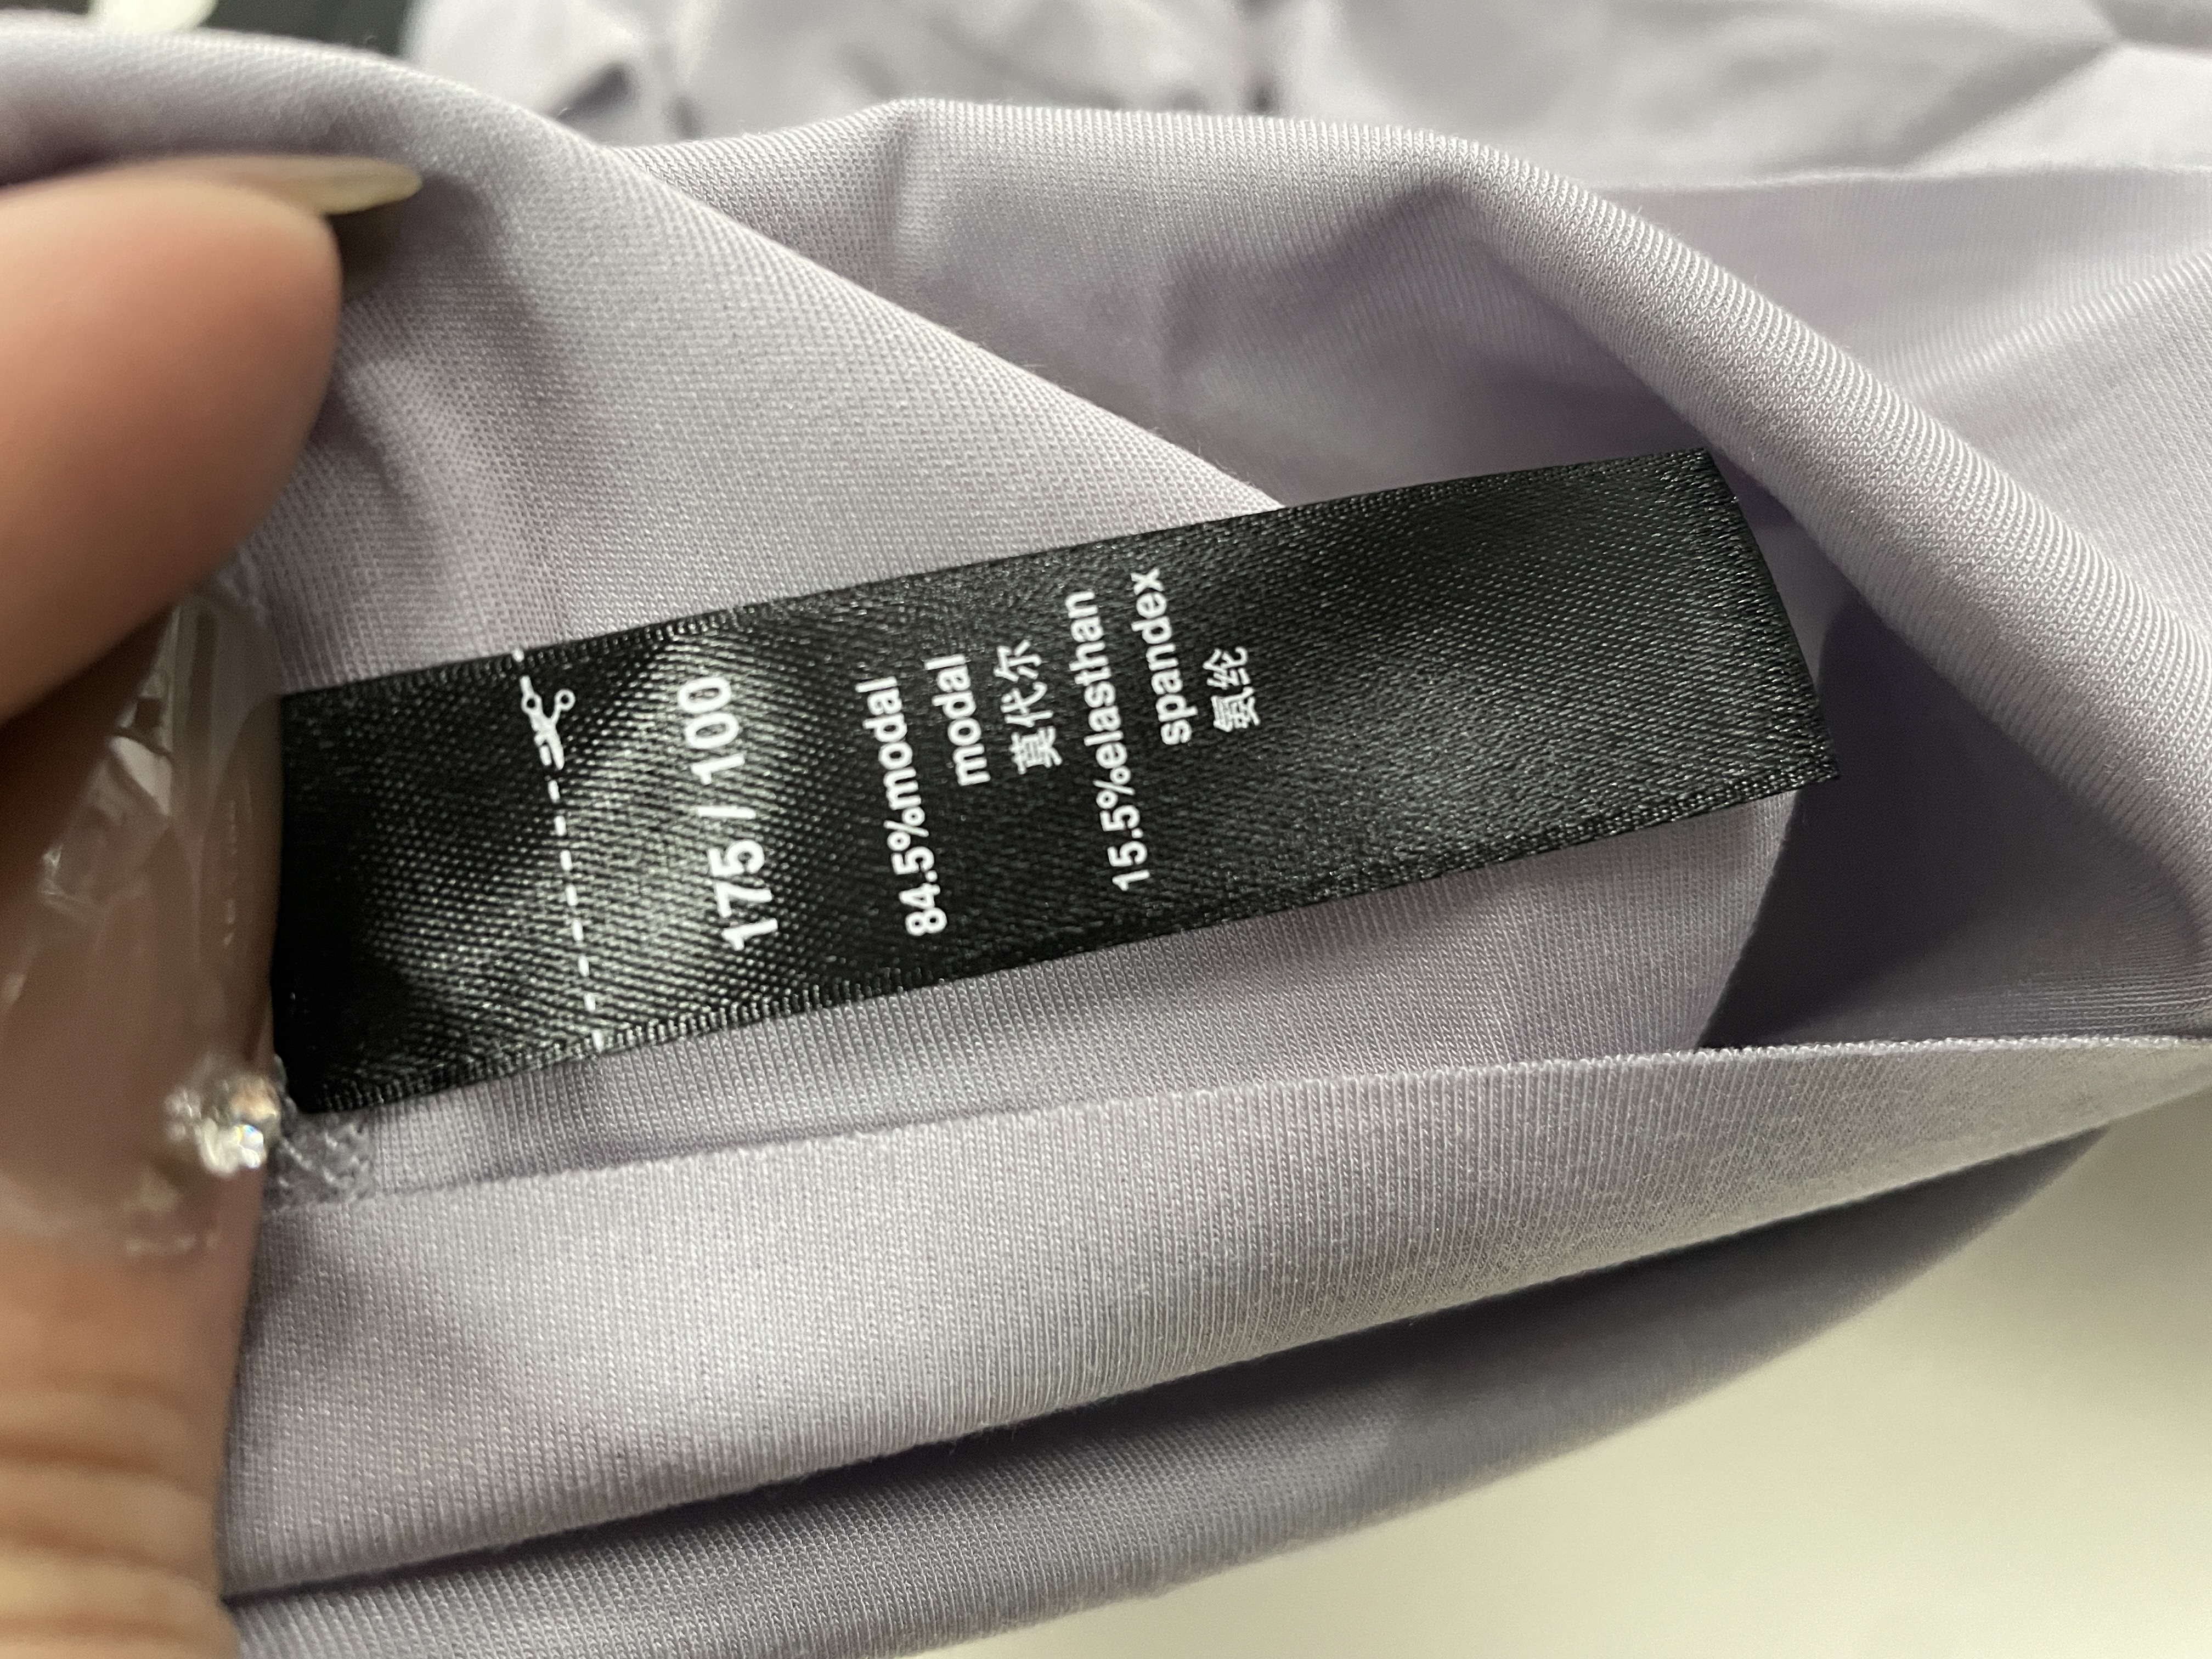 175 / 100
84.5%modal
modal
莫代尔
15.5%elasthan
spandex
氨纶